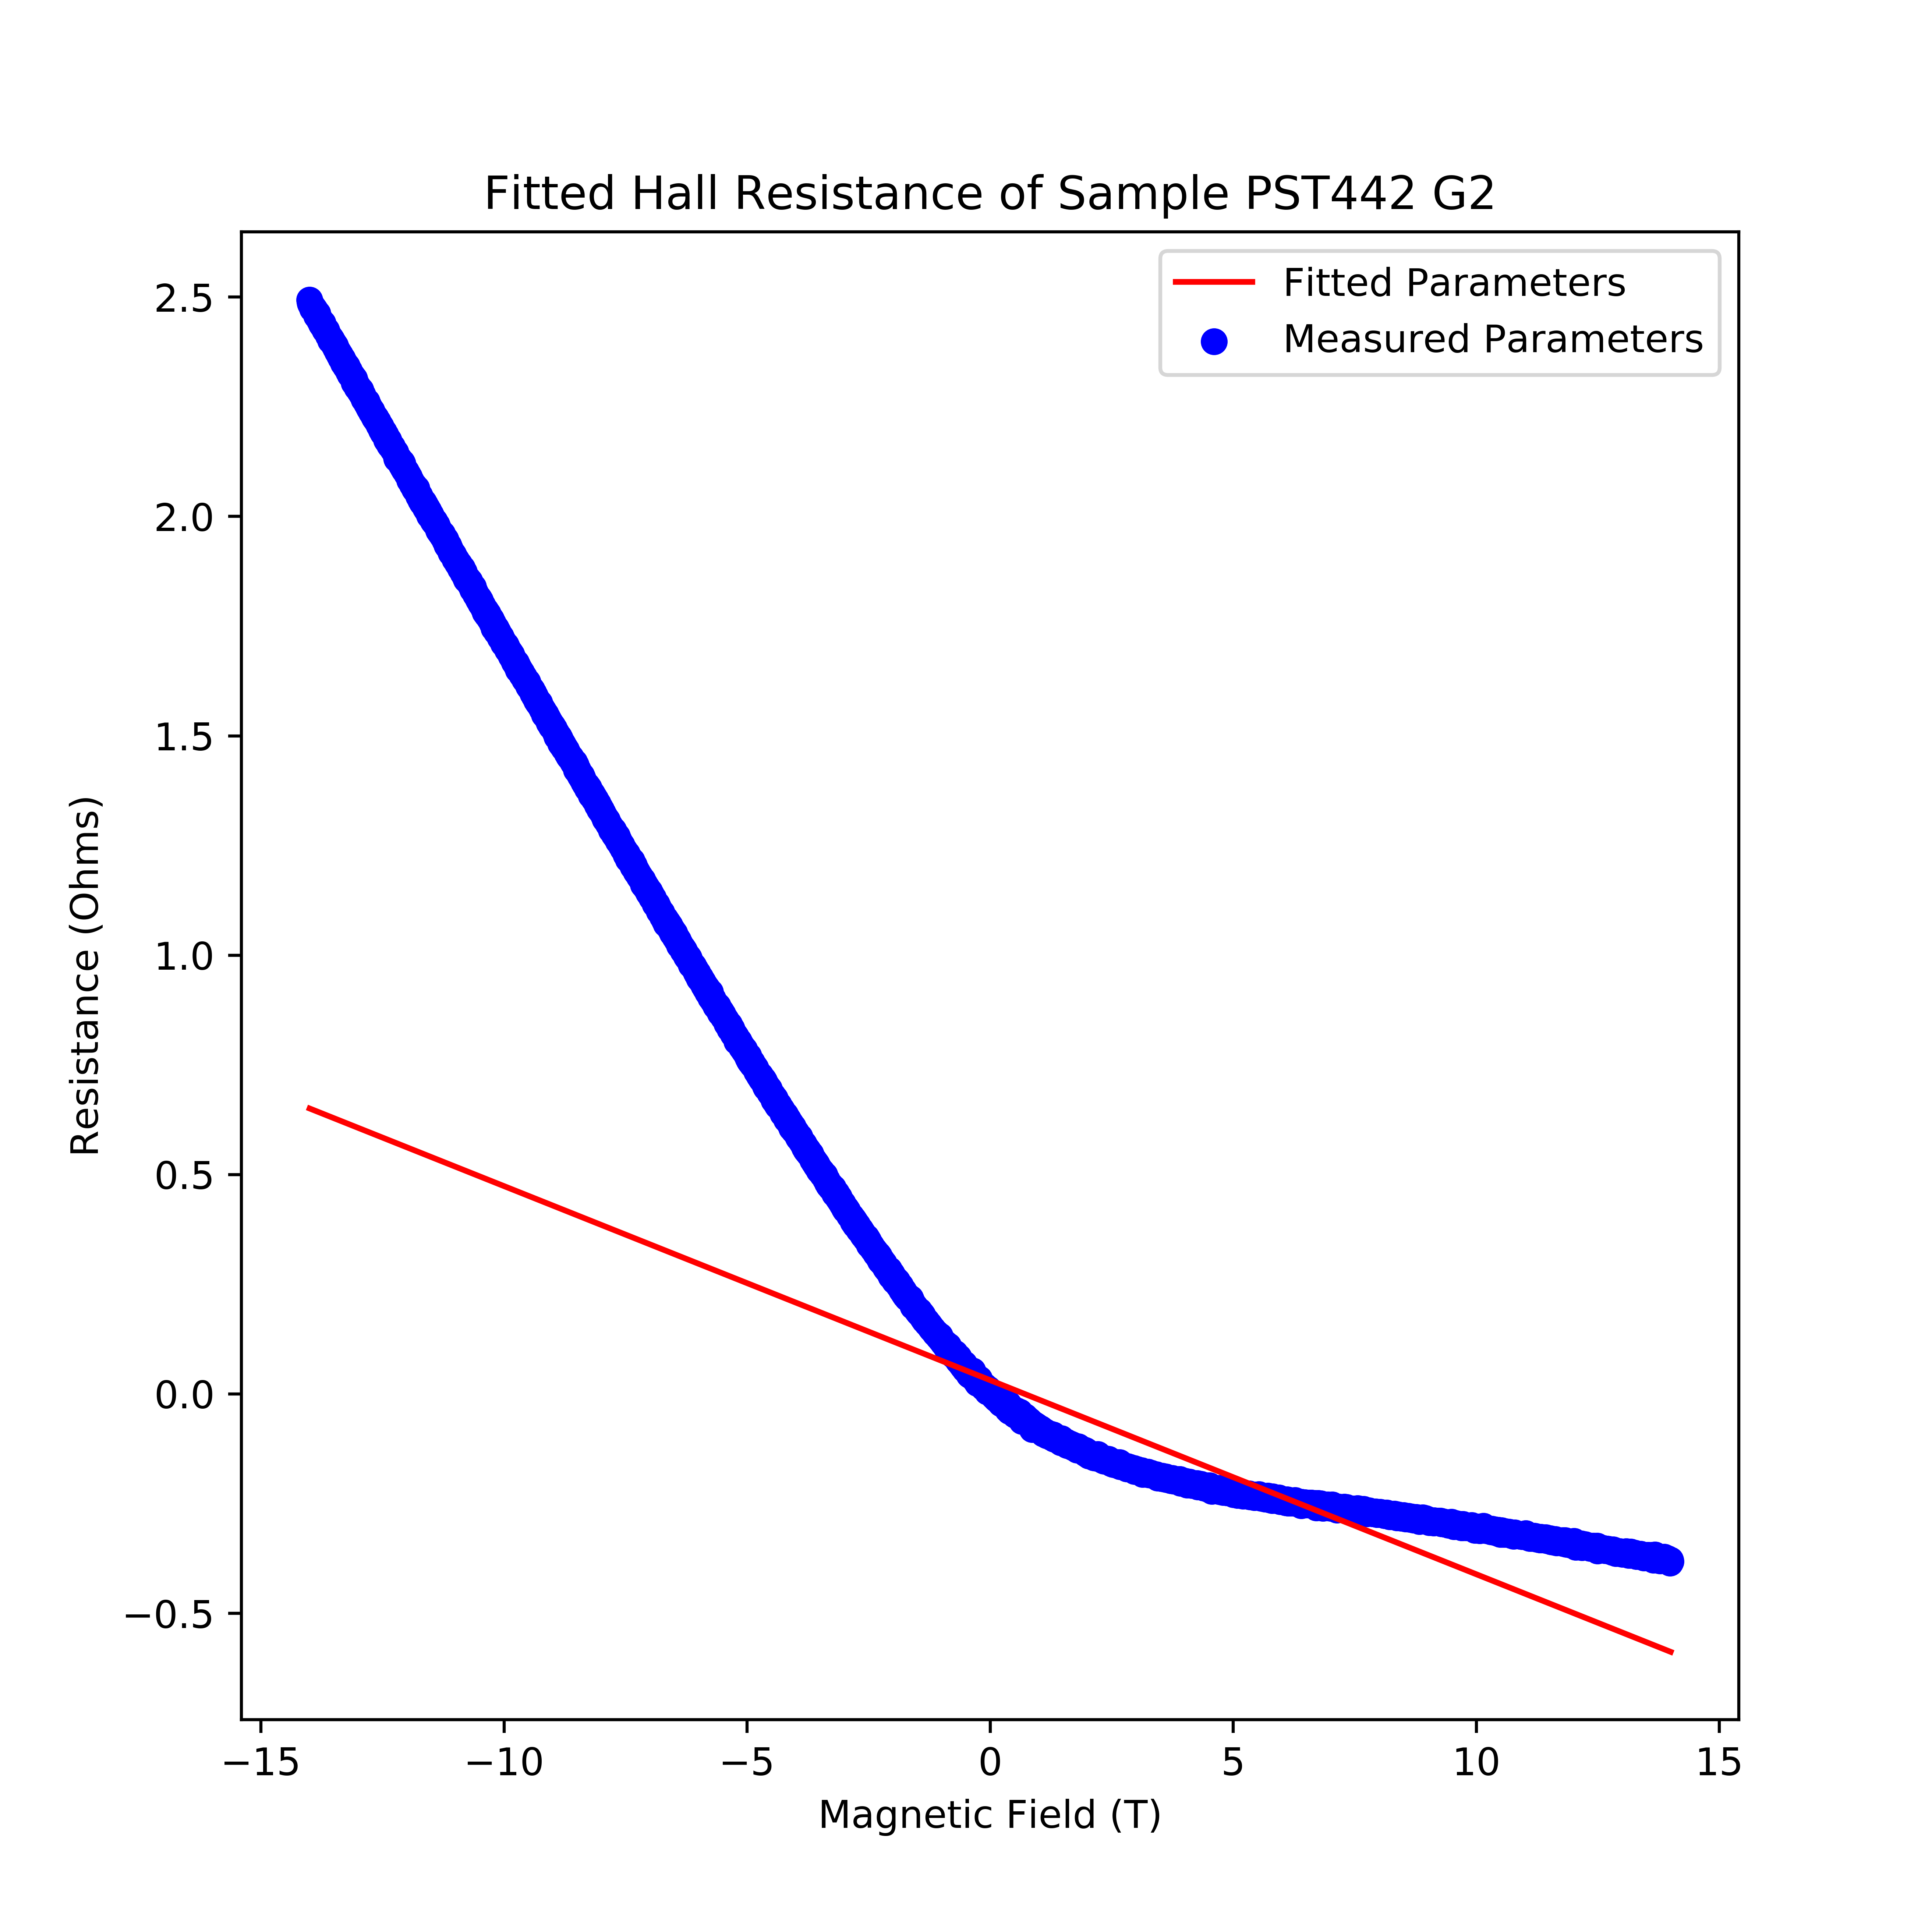 Fitted Hall Resistance of Sample PST442 G2
Fitted Parameters
Measured Parameters
2.5
2.0
1.5
1.0
0.5
0.0
−0.5
Resistance (Ohms)
−15 −10 −5 0 5 10 15
Magnetic Field (T)